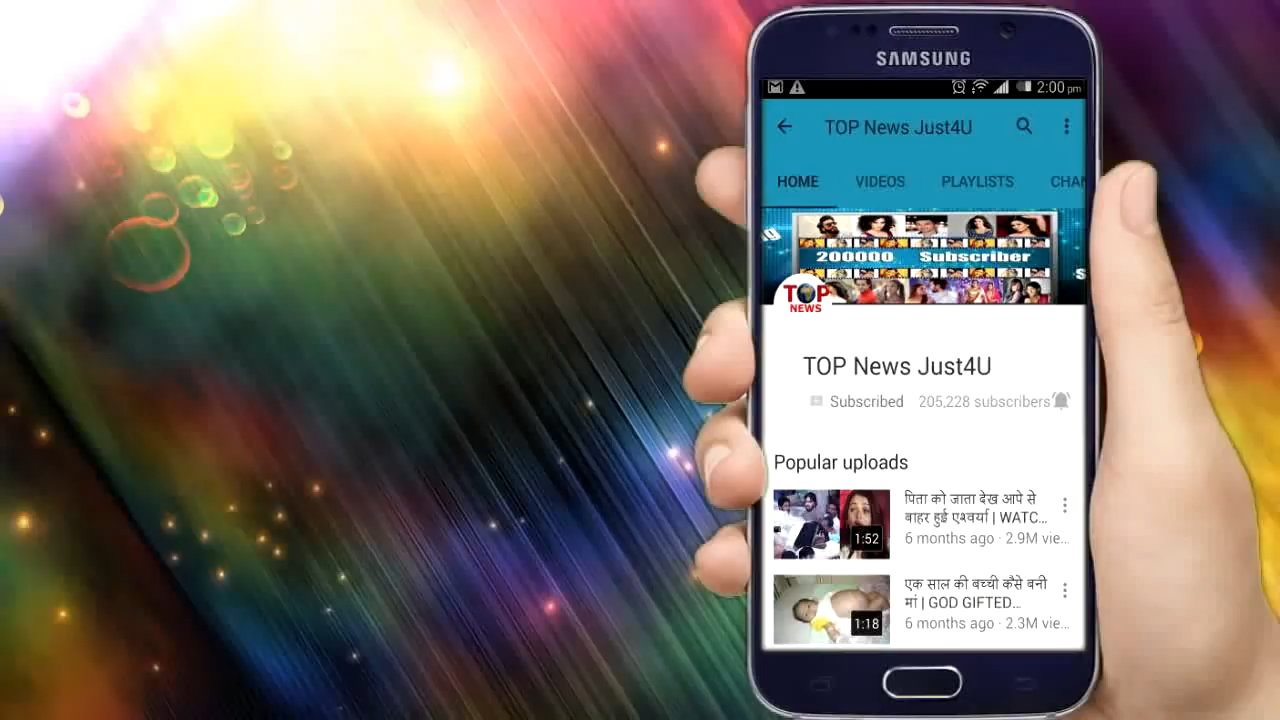 SAMSUNG
2:00 pm
TOP News Just4U
HOME VIDEOS PLAYLISTS CHAN
200000 Subscriber
TOP
NEWS
TOP News Just4U
Subscribed 205,228 subscribers
Popular uploads
पिता को जाता देख आपे से
बाहर हुई एश्वर्या | WATC...
1:52
6 months ago · 2.9M vie...
एक साल की बच्ची कैसे बनी
मां | GOD GIFTED...
1:18
6 months ago · 2.3M vie...